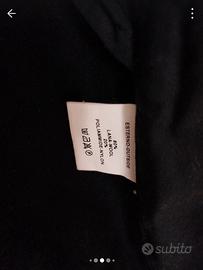 ESTERNO-OUTSIDE
80%
LANA-WOOL
20%
POLIAMMIDE-NYLON
subito